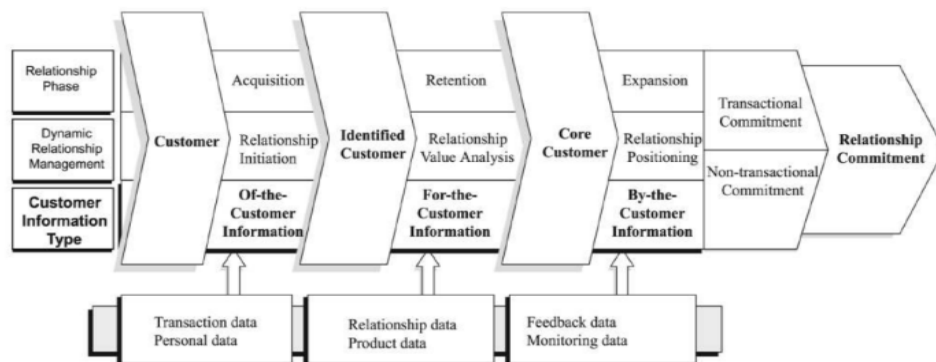 Relationship
Phase
Acquisition
Retention
Expansion
Dynamic
Relationship
Management
Customer
Relationship
Initiation
Identified
Customer
Relationship
Value Analysis
Core
Customer
Relationship
Positioning
Transactional
Commitment
Non-transactional
Commitment
Relationship
Commitment
Customer
Information
Type
Of-the-
Customer
Information
For-the-
Customer
Information
By-the-
Customer
Information
Transaction data
Personal data
Relationship data
Product data
Feedback data
Monitoring data